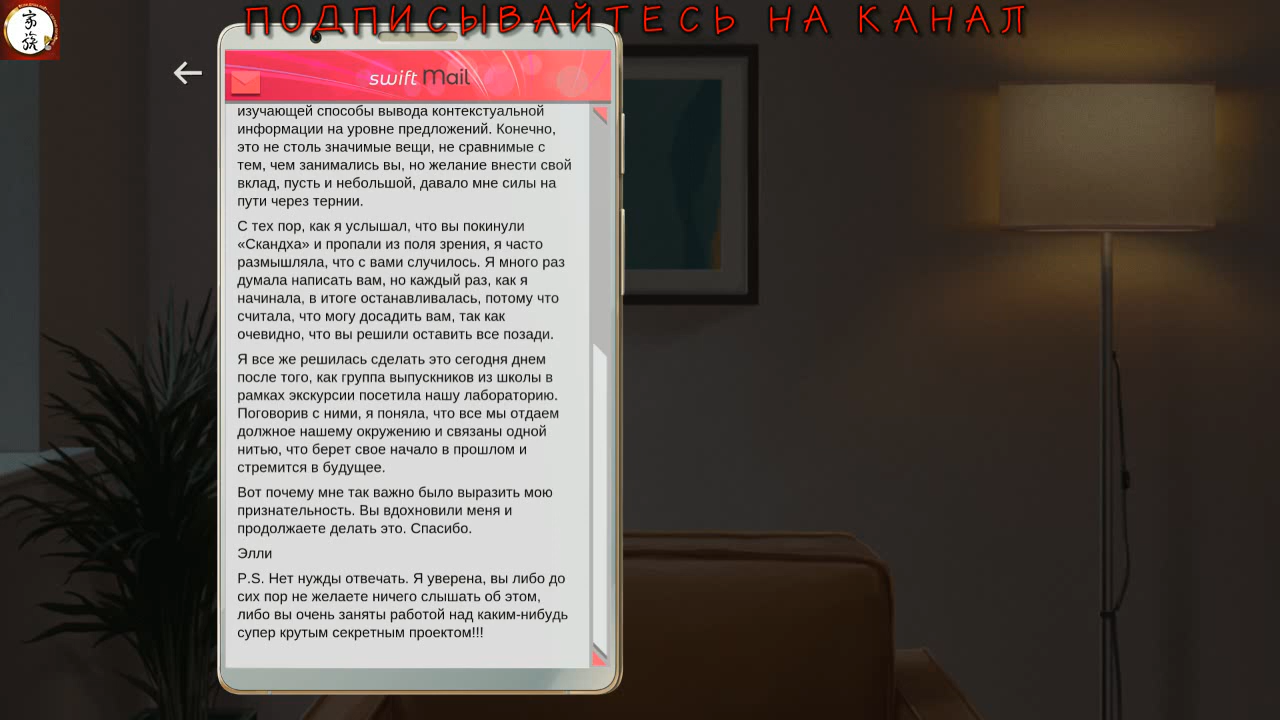 ПОДПИСЫВАЙТЕСЬ НА КАНАЛ
swift Mail
изучающей способы вывода контекстуальной
информации на уровне предложений. Конечно,
это не столь значимые вещи, не сравнимые с
тем, чем занимались вы, но желание внести свой
вклад, пусть и небольшой, давало мне силы на
пути через тернии.
С тех пор, как я услышал, что вы покинули
«Скандха» и пропали из поля зрения, я часто
размышляла, что с вами случилось. Я много раз
думала написать вам, но каждый раз, как я
начинала, в итоге останавливалась, потому что
считала, что могу досадить вам, так как
очевидно, что вы решили оставить все позади.
Я все же решилась сделать это сегодня днем
после того, как группа выпускников из школы в
рамках экскурсии посетила нашу лабораторию.
Поговорив с ними, я поняла, что все мы отдаем
должное нашему окружению и связаны одной
нитью, что берет свое начало в прошлом и
стремится в будущее.
Вот почему мне так важно было выразить мою
признательность. Вы вдохновили меня и
продолжаете делать это. Спасибо.
Элли
P.S. Нет нужды отвечать. Я уверена, вы либо до
сих пор не желаете ничего слышать об этом,
либо вы очень заняты работой над каким-нибудь
супер крутым секретным проектом!!!